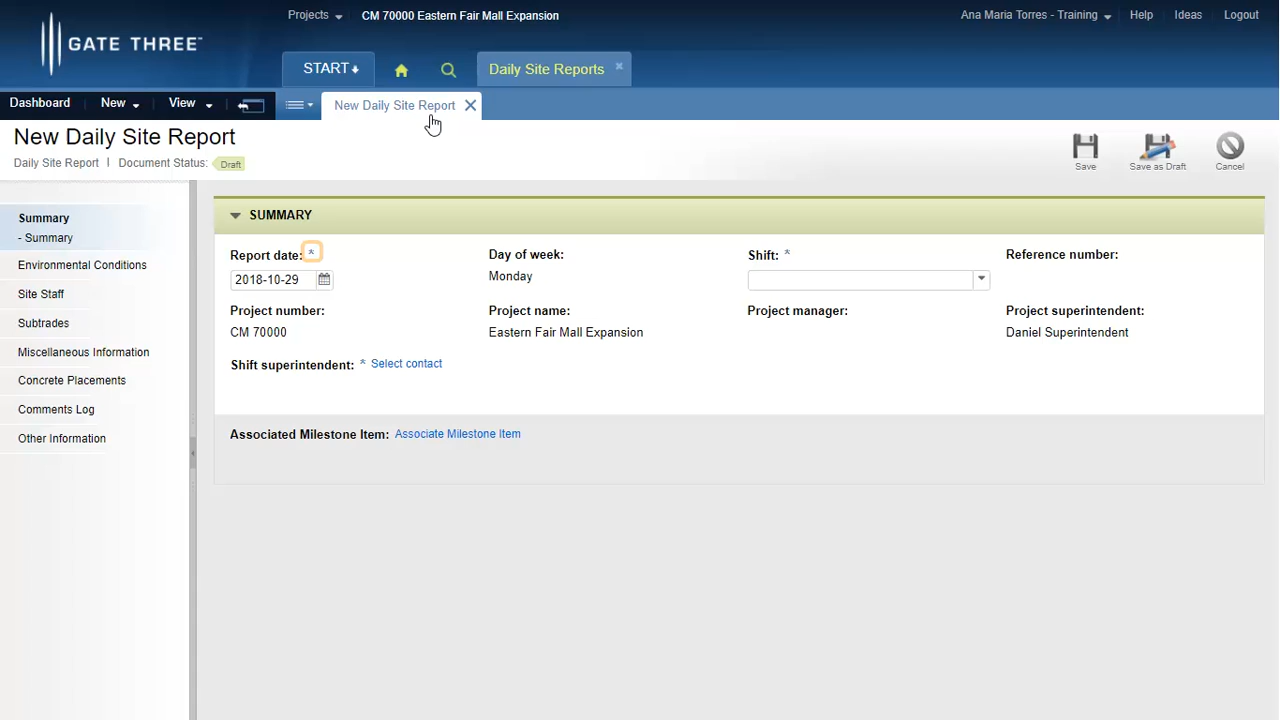 Projects CM 70000 Eastern Fair Mall Expansion Ana Maria Torres - Training Help Ideas Logout
GATE THREE™
START Daily Site Reports
Dashboard New View New Daily Site Report
New Daily Site Report
Daily Site Report | Document Status: Draft
Save Save as Draft Cancel
Summary
- Summary
Environmental Conditions
Site Staff
Subtrades
Miscellaneous Information
Concrete Placements
Comments Log
Other Information
SUMMARY
Report date: * Day of week: Shift: * Reference number:
2018-10-29 Monday
Project number: Project name: Project manager: Project superintendent:
CM 70000 Eastern Fair Mall Expansion Daniel Superintendent
Shift superintendent: * Select contact
Associated Milestone Item: Associate Milestone Item